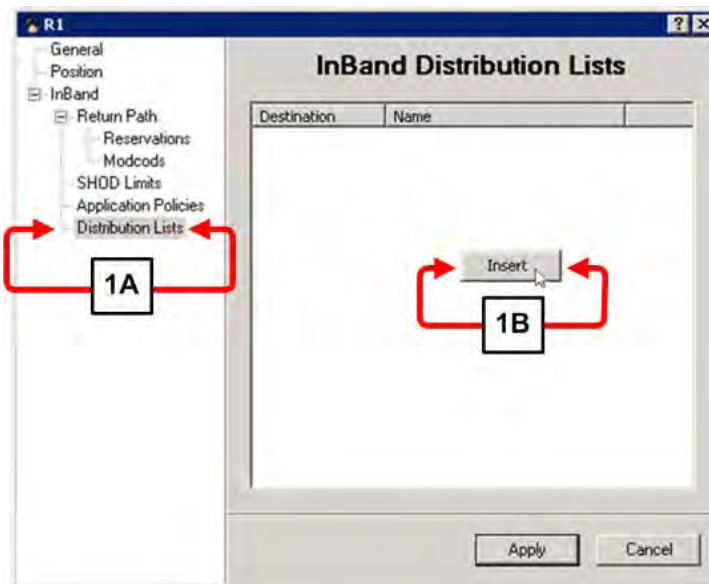 R1
General
Position
InBand
Return Path
Reservations
Modcods
SHOD Limits
Application Policies
Distribution Lists
1A
InBand Distribution Lists
Destination Name
Insert
1B
Apply Cancel